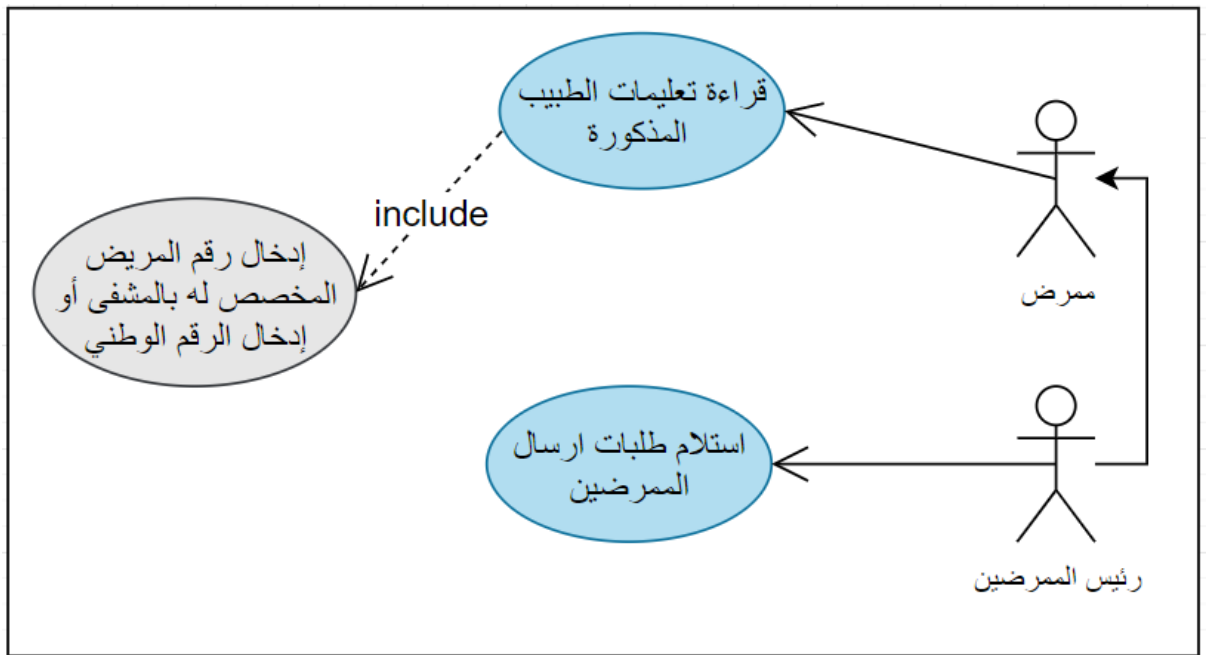 قراءة تعليمات الطبيب
المذكورة
include
إدخال رقم المريض
المخصص له بالمشفى أو
إدخال الرقم الوطني
ممرض
استلام طلبات ارسال
الممرضين
رئيس الممرضين